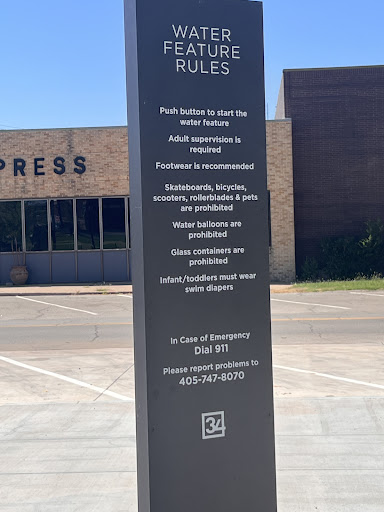 WATER
FEATURE
RULES
Push button to start the
water feature
Adult supervision is
required
Footwear is recommended
Skateboards, bicycles,
scooters, rollerblades & pets
are prohibited
Water balloons are
prohibited
Glass containers are
prohibited
Infant/toddlers must wear
swim diapers
In Case of Emergency
Dial 911
Please report problems to
405-747-8070
34
PRESS